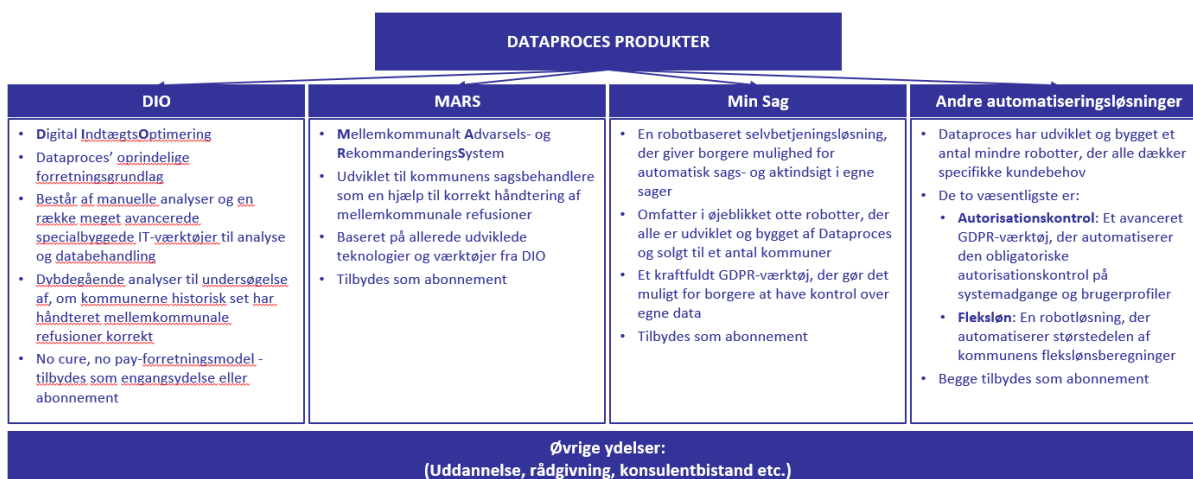 DATAPROCES PRODUKTER
DIO
Digital IndtægtsOptimering
Dataproces’ oprindelige
forretningsgrundlag
Består af manuelle analyser og en
række meget avancerede
specialbyggede IT-værktøjer til analyse
og databehandling
Dybdegående analyser til undersøgelse
af, om kommunerne historisk set har
håndteret mellemkommunale
refusioner korrekt
No cure, no pay-forretningsmodel -
tilbydes som engangsydelse eller
abonnement
MARS
Mellemkommunalt Advarsels- og
RekommanderingsSystem
Udviklet til kommunens sagsbehandlere
som en hjælp til korrekt håndtering af
mellemkommunale refusioner
Baseret på allerede udviklede
teknologier og værktøjer fra DIO
Tilbydes som abonnement
Min Sag
En robotbaseret selvbetjeningsløsning,
der giver borgere mulighed for
automatisk sags- og aktindsigt i egne
sager
Omfatter i øjeblikket otte robotter, der
alle er udviklet og bygget af Dataproces
og solgt til et antal kommuner
Et kraftfuldt GDPR-værktøj, der gør det
muligt for borgere at have kontrol over
egne data
Tilbydes som abonnement
Andre automatiseringsløsninger
Dataproces har udviklet og bygget et
antal mindre robotter, der alle dækker
specifikke kundebehov
De to væsentligste er:
Autorisationskontrol: Et avanceret
GDPR-værktøj, der automatiserer
den obligatoriske
autorisationskontrol på
systemadgange og brugerprofiler
Fleksløn: En robotløsning, der
automatiserer størstedelen af
kommunens flekslønsberegninger
Begge tilbydes som abonnement
Øvrige ydelser:
(Uddannelse, rådgivning, konsulentbistand etc.)